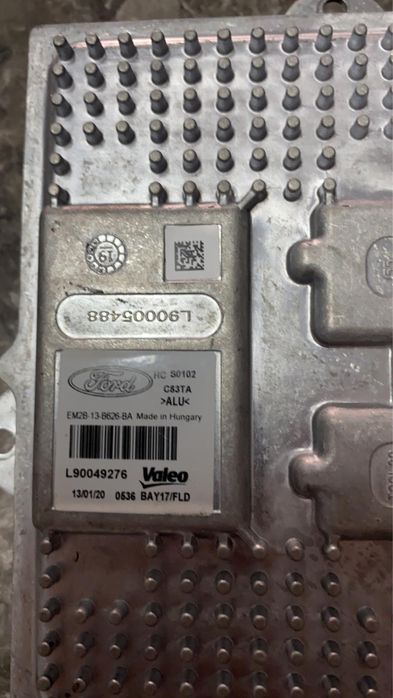 19
L90005488
Ford
HC S0102
C53TA
>ALU<
EM2B-13-B626-BA Made in Hungary
L90049276 Valeo
13/01/20 0536 BAY17/FLD